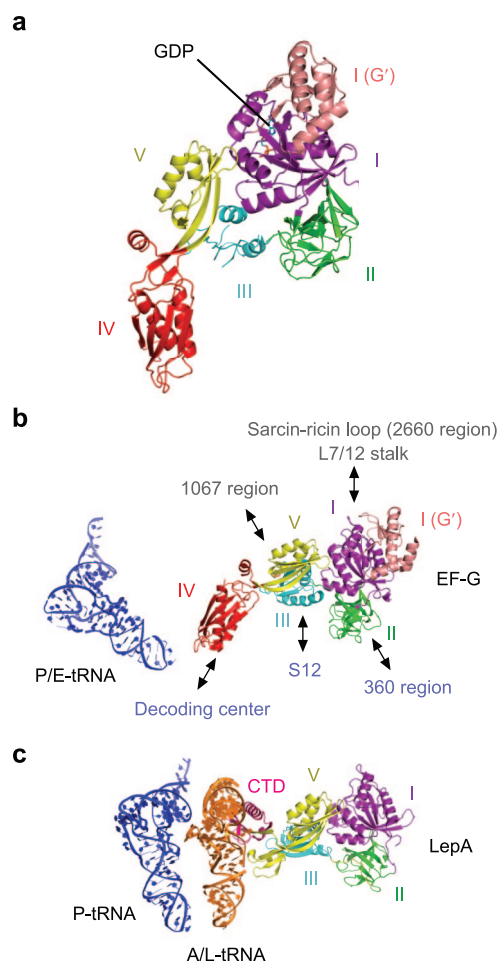 a
GDP
I (G′)
V
I
III
II
IV
b
Sarcin-ricin loop (2660 region)
L7/12 stalk
1067 region
I
V
I (G′)
IV
EF-G
III
II
S12
P/E-tRNA
360 region
Decoding center
c
CTD
V
I
LepA
III
II
P-tRNA
A/L-tRNA